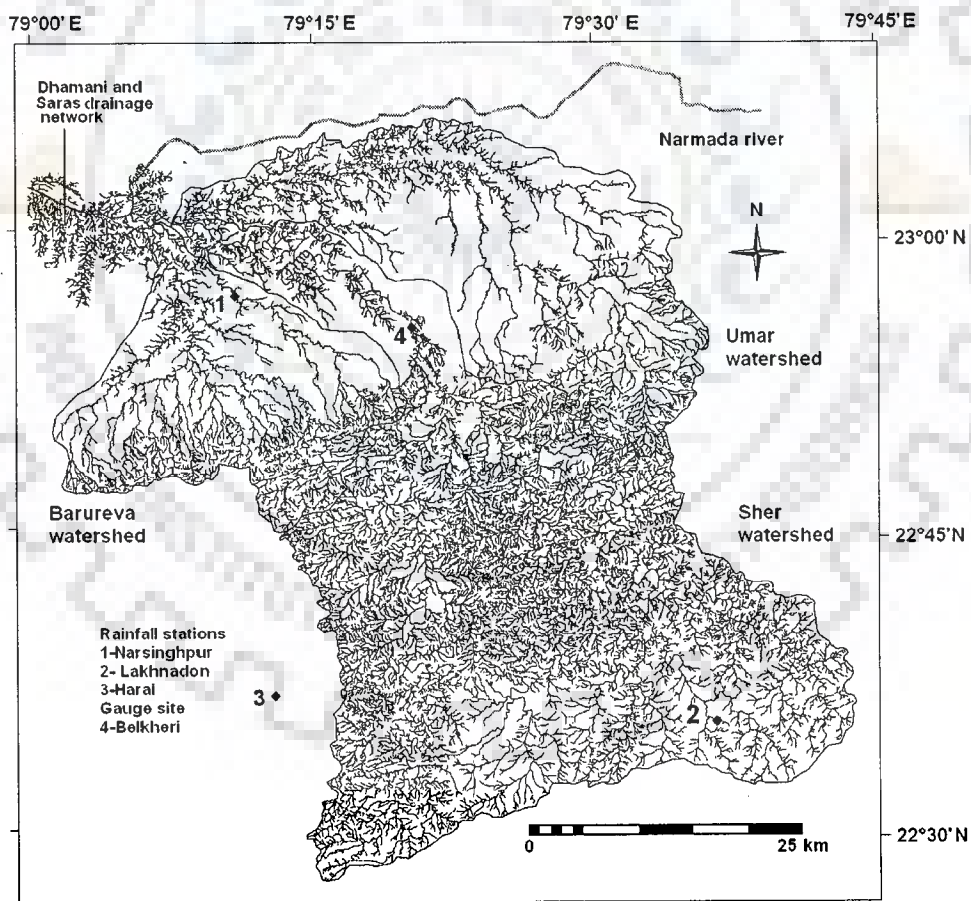 79°00' E
79°15' E
79°30' E
79°45' E
Dhamani and
Saras drainage
network
Narmada river
N
23°00' N
1
4
Umar
watershed
Barureva
watershed
Sher
watershed
22°45' N
Rainfall stations
1-Narsinghpur
2- Lakhnadon
3-Harai
Gauge site
4-Belkheri
3
2
0
25 km
22°30' N